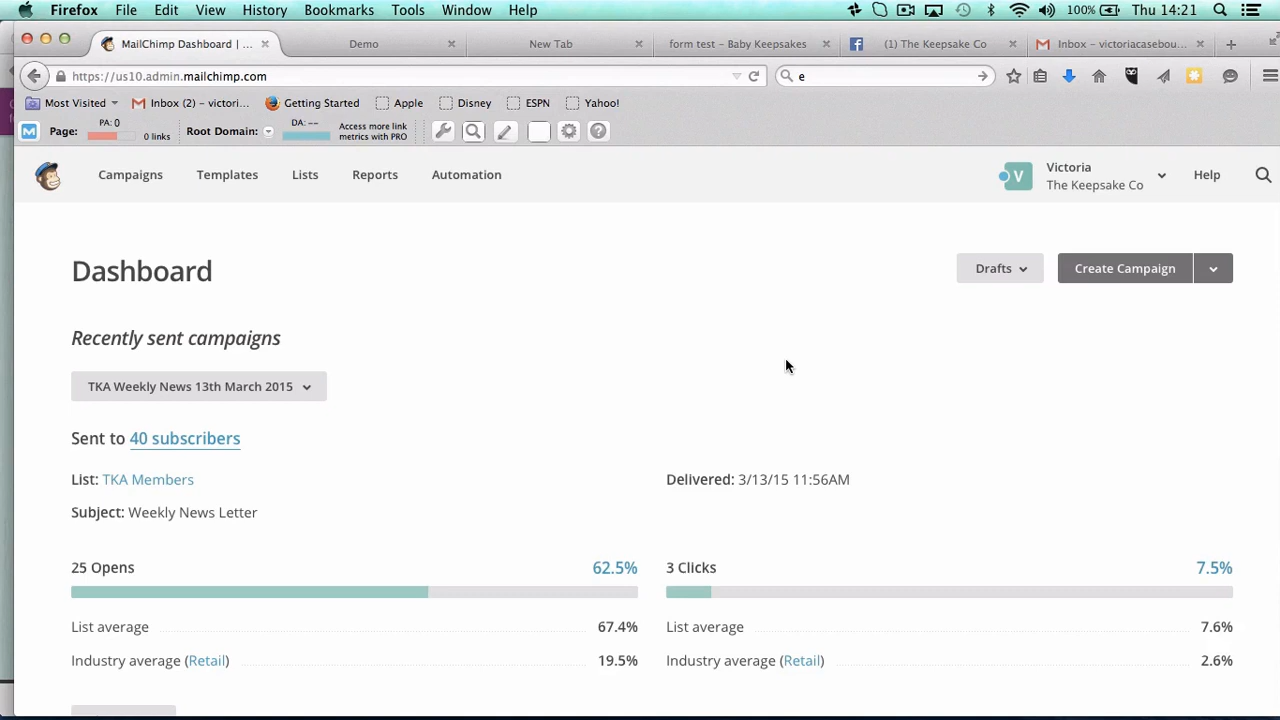 Firefox File Edit View History Bookmarks Tools Window Help 100% Thu 14:21
MailChimp Dashboard | ... Demo New Tab form test – Baby Keepsakes (1) The Keepsake Co Inbox – victoriacasebou...
https://us10.admin.mailchimp.com e
Most Visited Inbox (2) – victori... Getting Started Apple Disney ESPN Yahoo!
M Page: PA: 0 0 links Root Domain: DA: -- Access more link metrics with PRO
Campaigns Templates Lists Reports Automation V Victoria Help
The Keepsake Co
Dashboard Drafts Create Campaign
Recently sent campaigns
TKA Weekly News 13th March 2015
Sent to 40 subscribers
List: TKA Members Delivered: 3/13/15 11:56AM
Subject: Weekly News Letter
25 Opens 62.5% 3 Clicks 7.5%
List average 67.4% List average 7.6%
Industry average (Retail) 19.5% Industry average (Retail) 2.6%